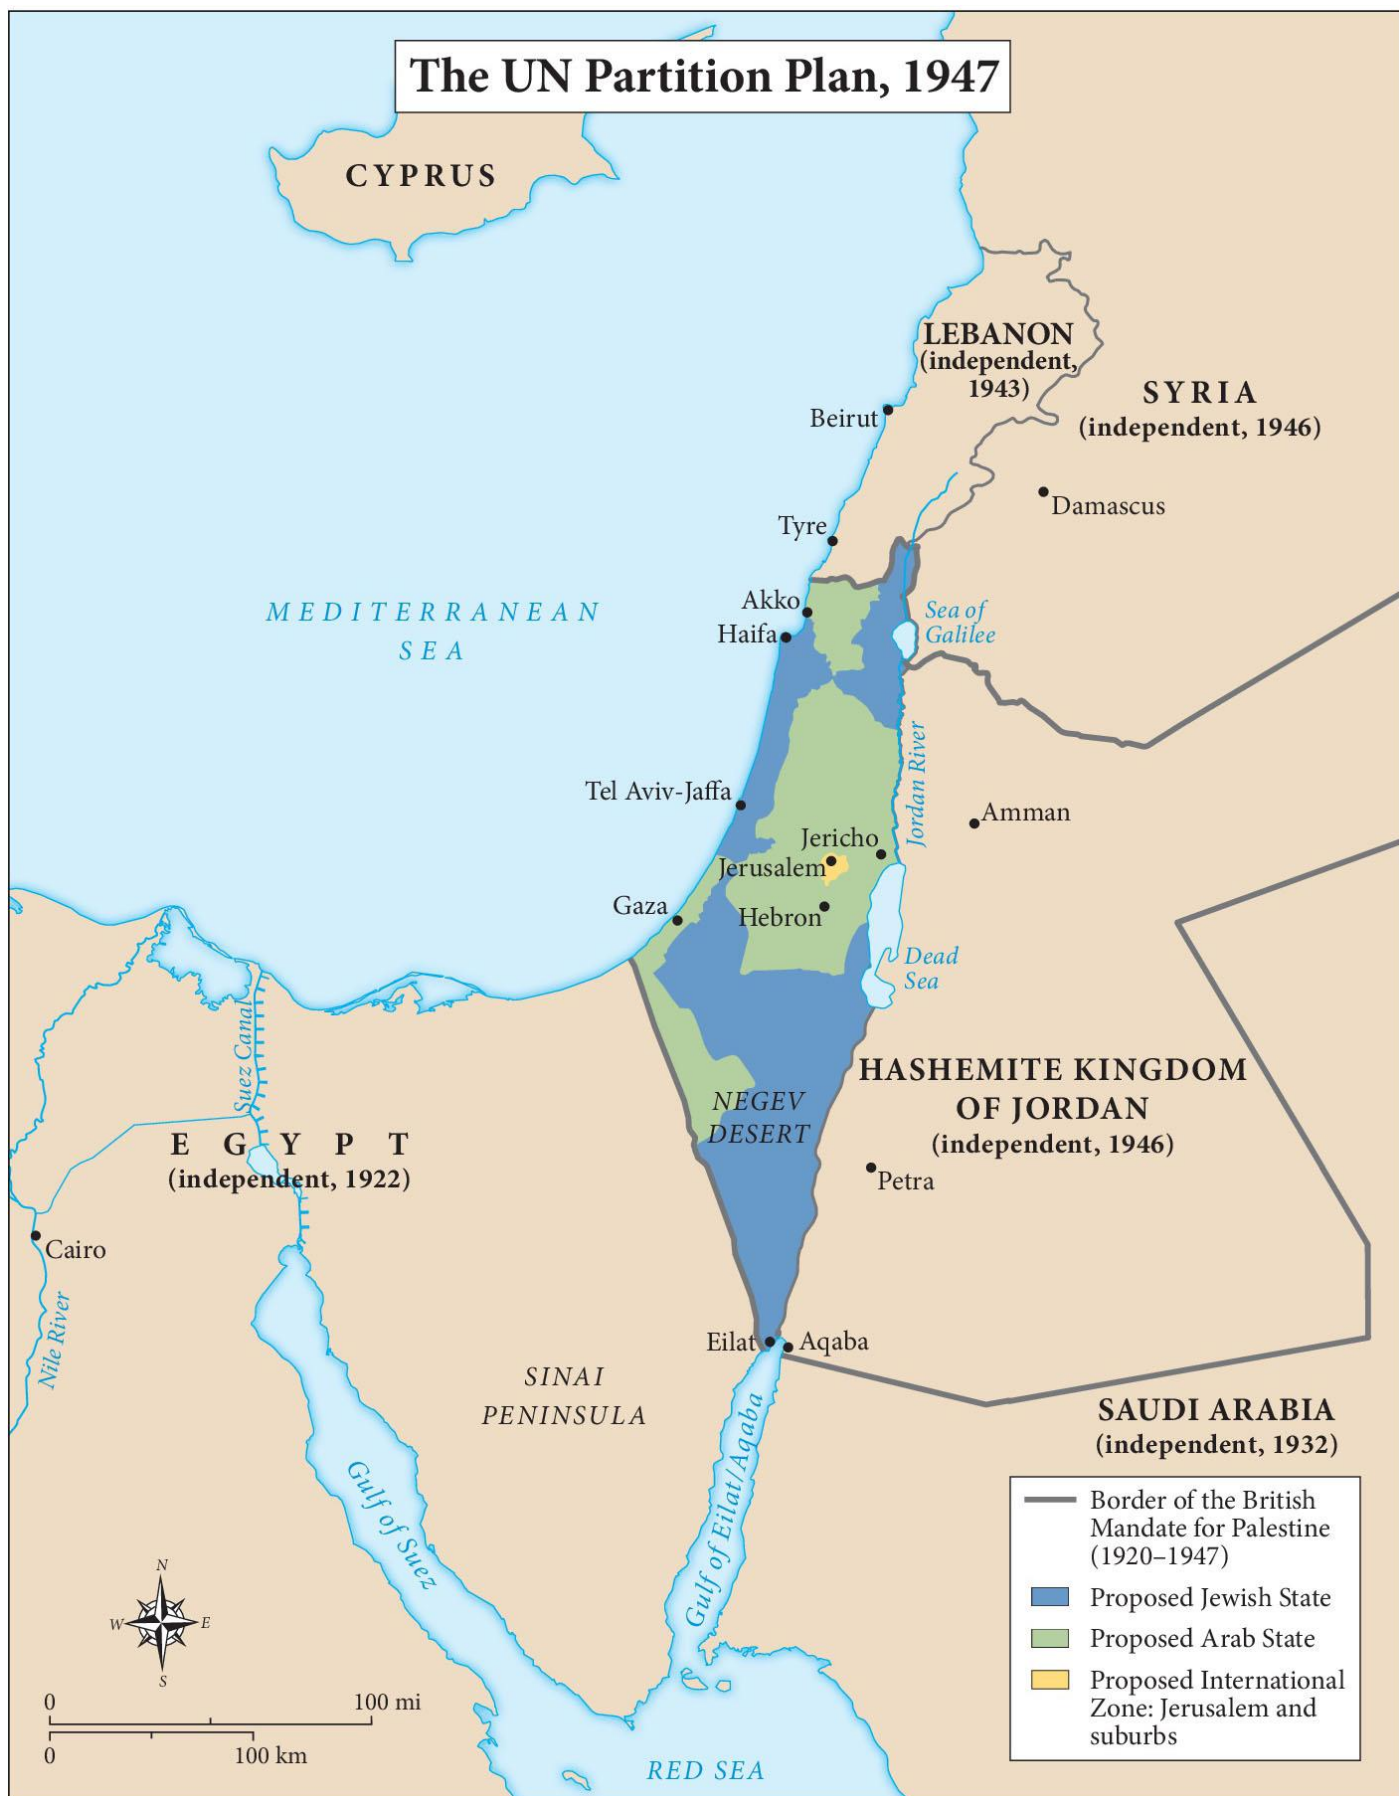 The UN Partition Plan, 1947
CYPRUS
LEBANON
(independent,
1943)
SYRIA
(independent, 1946)
Beirut
Damascus
Tyre
MEDITERRANEAN
SEA
Akko
Haifa
Sea of
Galilee
Jordan River
Tel Aviv-Jaffa
Amman
Jericho
Jerusalem
Gaza
Hebron
Dead
Sea
Suez Canal
HASHEMITE KINGDOM
OF JORDAN
(independent, 1946)
NEGEV
DESERT
EGYPT
(independent, 1922)
Petra
Cairo
Nile River
Eilat
Aqaba
SINAI
PENINSULA
SAUDI ARABIA
(independent, 1932)
Gulf of Suez
Gulf of Eilat/Aqaba
Border of the British
Mandate for Palestine
(1920–1947)
Proposed Jewish State
Proposed Arab State
Proposed International
Zone: Jerusalem and
suburbs
N
W E
S
0 100 mi
0 100 km
RED SEA